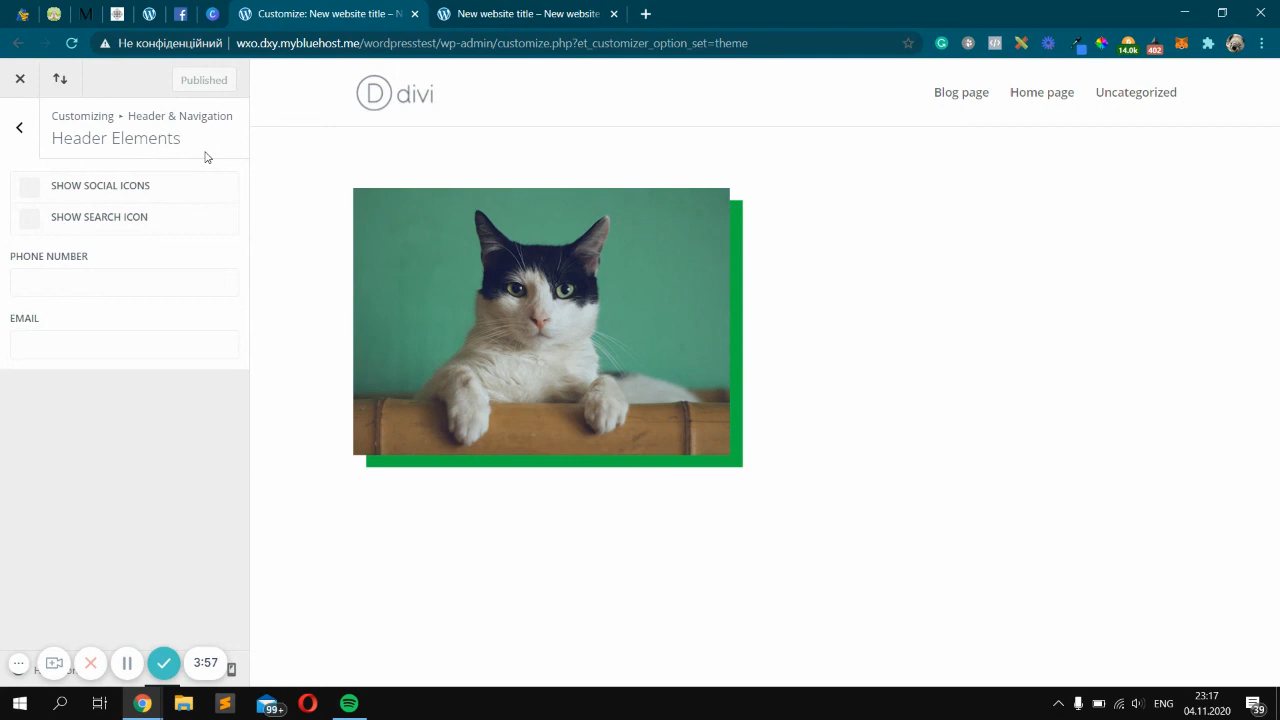 Customize: New website title – N
New website title – New website
Не конфіденційний
wxo.dxy.mybluehost.me/wordpresstest/wp-admin/customize.php?et_customizer_option_set=theme
14.0k
402
Published
Customizing ▸ Header & Navigation
Header Elements
SHOW SOCIAL ICONS
SHOW SEARCH ICON
PHONE NUMBER
EMAIL
D divi
Blog page
Home page
Uncategorized
3:57
99+
ENG
23:17
04.11.2020
39